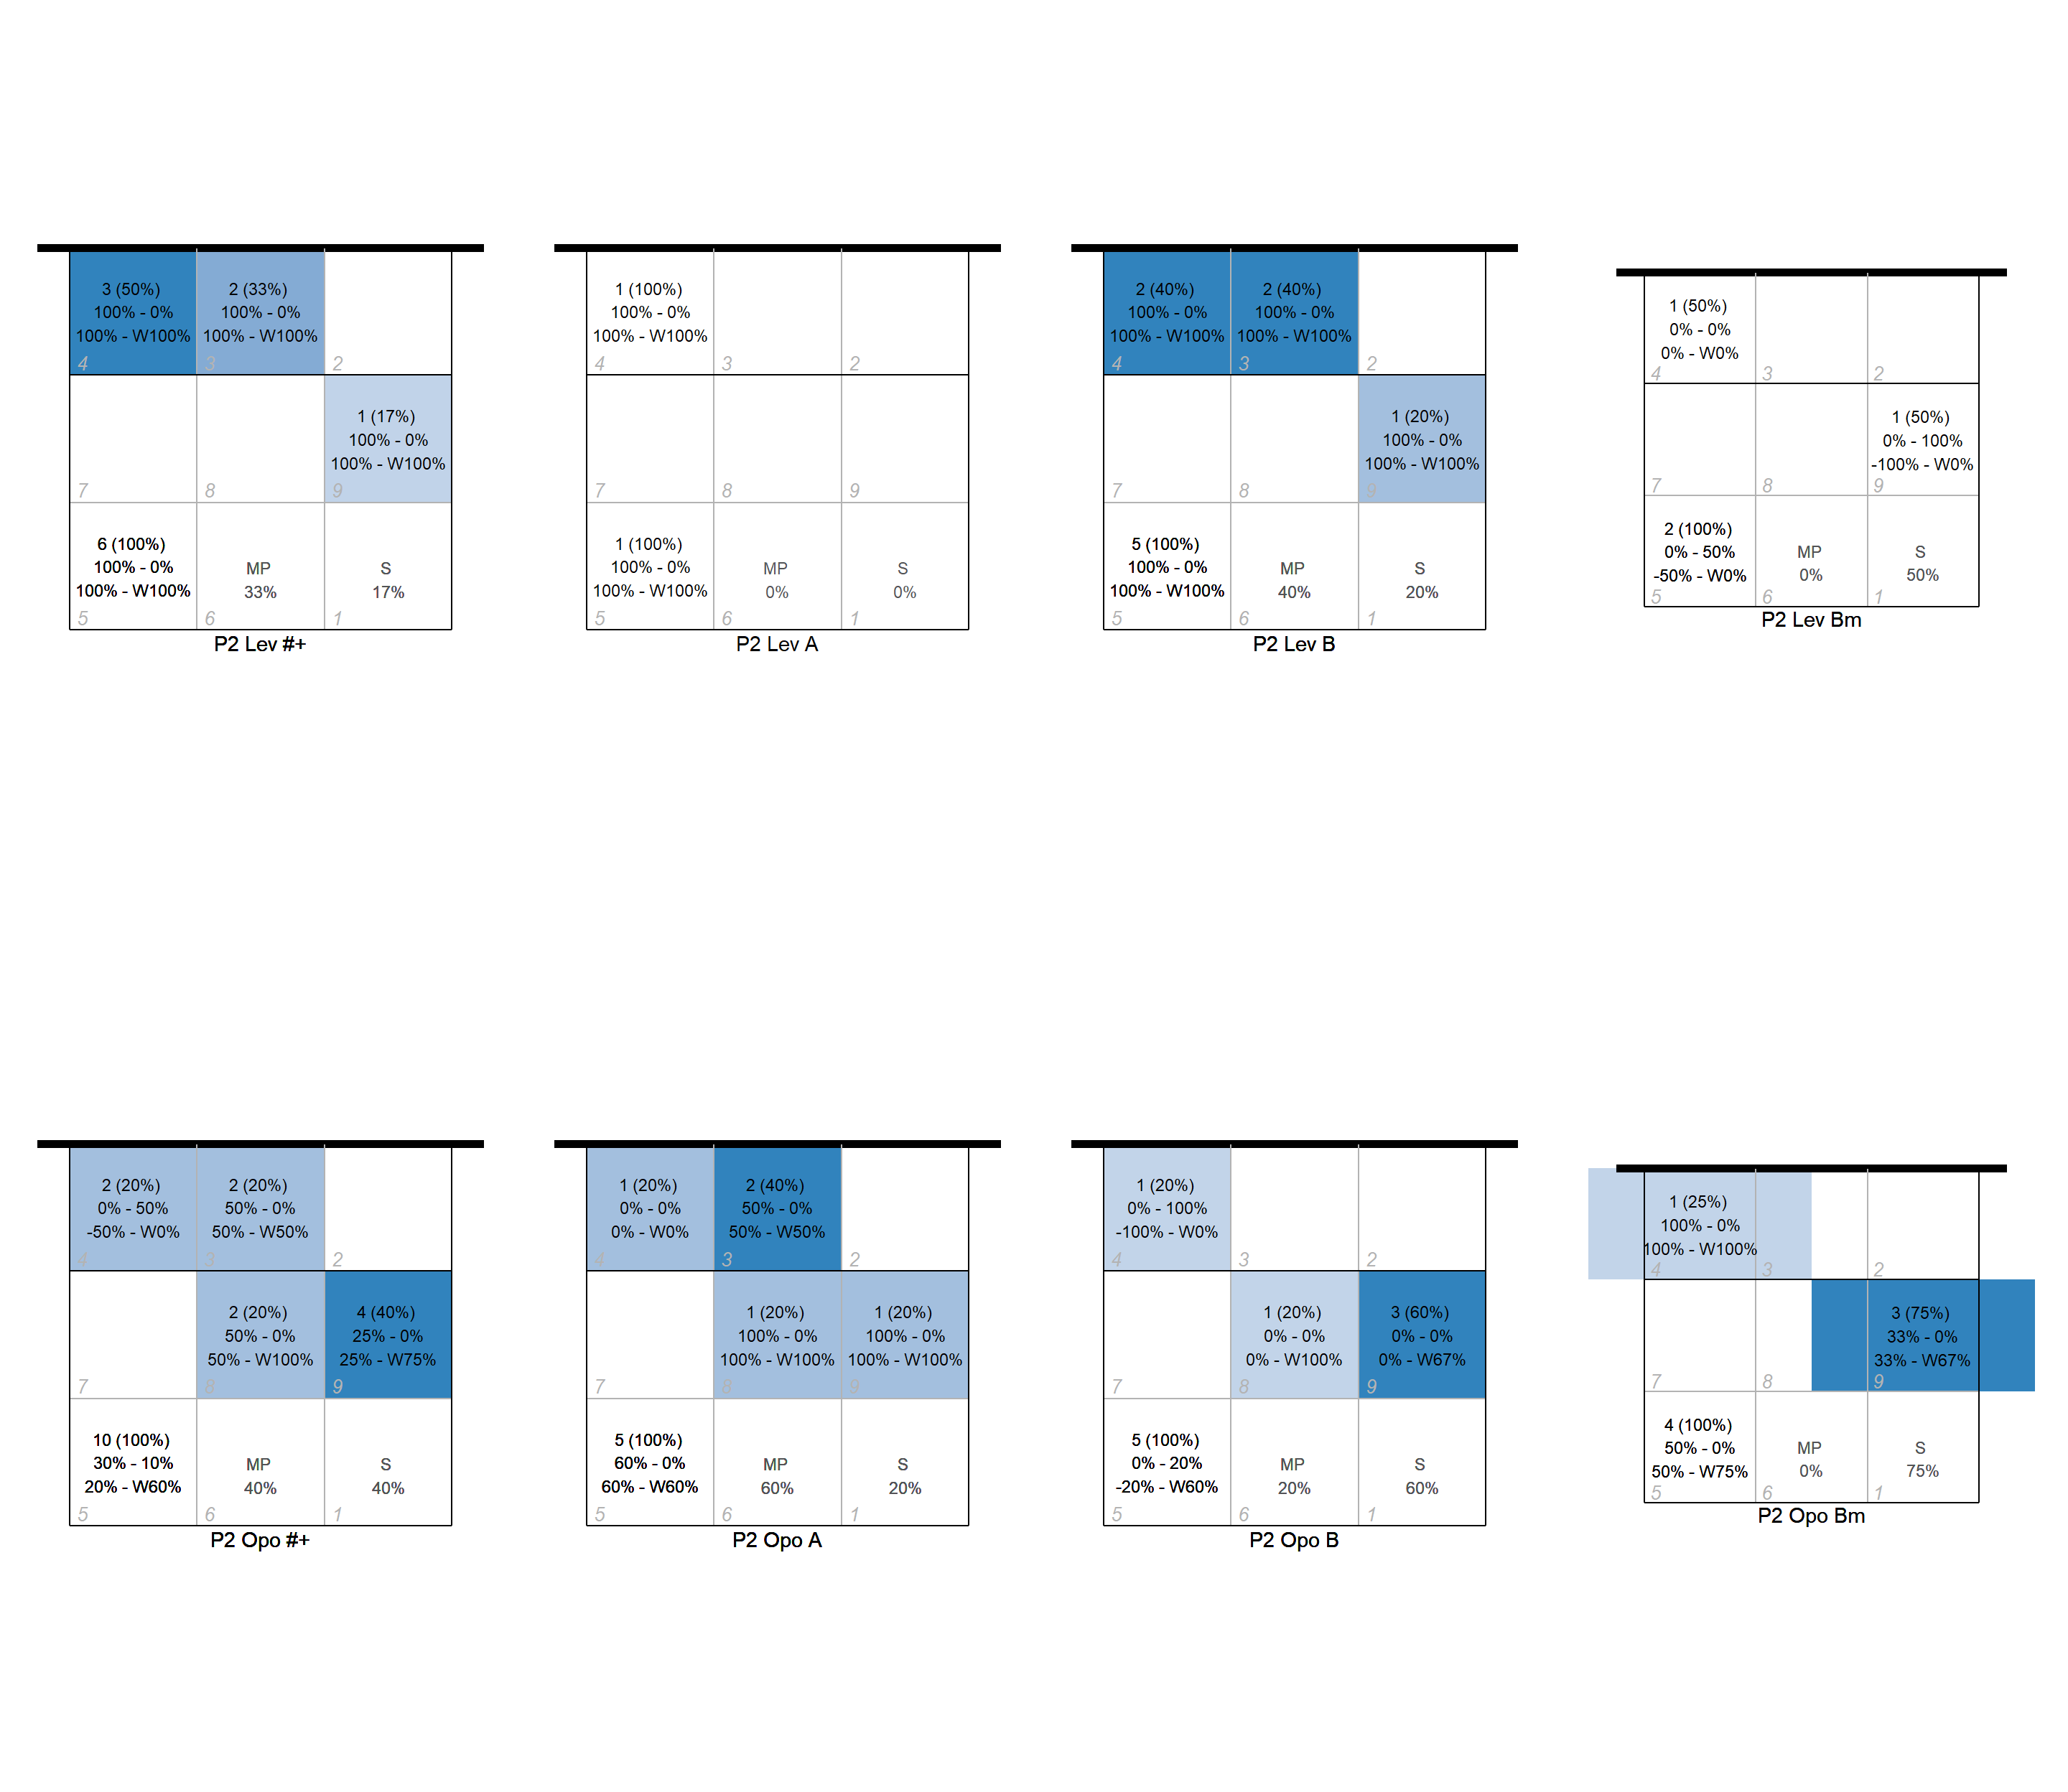 3 (50%)
100% - 0%
100% - W100%
4
2 (33%)
100% - 0%
100% - W100%
3
2
7
8
1 (17%)
100% - 0%
100% - W100%
9
6 (100%)
100% - 0%
100% - W100%
5
MP
33%
6
S
17%
1
P2 Lev #+
1 (100%)
100% - 0%
100% - W100%
4
3
2
7
8
9
1 (100%)
100% - 0%
100% - W100%
5
MP
0%
6
S
0%
1
P2 Lev A
2 (40%)
100% - 0%
100% - W100%
4
2 (40%)
100% - 0%
100% - W100%
3
2
7
8
1 (20%)
100% - 0%
100% - W100%
9
5 (100%)
100% - 0%
100% - W100%
5
MP
40%
6
S
20%
1
P2 Lev B
1 (50%)
0% - 0%
0% - W0%
4
3
2
7
8
1 (50%)
0% - 100%
-100% - W0%
9
2 (100%)
0% - 50%
-50% - W0%
5
MP
0%
6
S
50%
1
P2 Lev Bm
2 (20%)
0% - 50%
-50% - W0%
4
2 (20%)
50% - 0%
50% - W50%
3
2
7
2 (20%)
50% - 0%
50% - W100%
8
4 (40%)
25% - 0%
25% - W75%
9
10 (100%)
30% - 10%
20% - W60%
5
MP
40%
6
S
40%
1
P2 Opo #+
1 (20%)
0% - 0%
0% - W0%
4
2 (40%)
50% - 0%
50% - W50%
3
2
7
1 (20%)
100% - 0%
100% - W100%
8
1 (20%)
100% - 0%
100% - W100%
9
5 (100%)
60% - 0%
60% - W60%
5
MP
60%
6
S
20%
1
P2 Opo A
1 (20%)
0% - 100%
-100% - W0%
4
3
2
7
1 (20%)
0% - 0%
0% - W100%
8
3 (60%)
0% - 0%
0% - W67%
9
5 (100%)
0% - 20%
-20% - W60%
5
MP
20%
6
S
60%
1
P2 Opo B
1 (25%)
100% - 0%
100% - W100%
4
3
2
7
8
3 (75%)
33% - 0%
33% - W67%
9
4 (100%)
50% - 0%
50% - W75%
5
MP
0%
6
S
75%
1
P2 Opo Bm